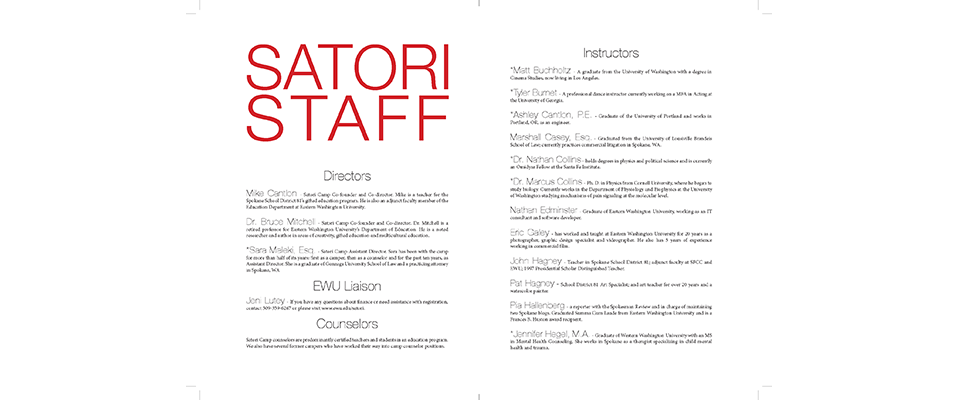 SATORI
STAFF
Directors
Mike Cantlon - Satori Camp Co-founder and Co-director. Mike is a teacher for the
Spokane School District 81's gifted education program. He is also an adjunct faculty member of the
Education Department at Eastern Washington University.
Dr. Bruce Mitchell - Satori Camp Co-founder and Co-director. Dr. Mitchell is a
retired professor for Eastern Washington University's Department of Education. He is a noted
researcher and author in areas of creativity, gifted education and multicultural education.
*Sara Maleki, Esq. - Satori Camp Assistant Director. Sara has been with the camp
for more than half of its years: first as a camper, then as a counselor and for the past ten years, as
Assistant Director. She is a graduate of Gonzaga University School of Law and a practicing attorney
in Spokane, WA.
EWU Liaison
Jen Lutey - If you have any questions about finance or need assistance with registration,
contact 509-359-6247 or please visit www.ewu.edu/satori.
Counselors
Satori Camp counselors are predominantly certified teachers and students in an education program.
We also have several former campers who have worked their way into camp counselor positions.
Instructors
*Matt Buchholtz - A graduate from the University of Washington with a degree in
Cinema Studies, now living in Los Angeles.
*Tyler Burnet - A professional dance instructor currently working on a MFA in Acting at
the University of Georgia.
*Ashley Cantlon, P.E. - Graduate of the University of Portland and works in
Portland, OR, as an engineer.
Marshall Casey, Esq. - Graduated from the University of Louisville Brandeis
School of Law; currently practices commercial litigation in Spokane, WA.
*Dr. Nathan Collins - holds degrees in physics and political science and is currently
an Omidyar Fellow at the Santa Fe Institute.
*Dr. Marcus Collins - Ph. D. in Physics from Cornell University, where he began to
study biology. Currently works in the Department of Physiology and Biophysics at the University
of Washington studying mechanisms of pain signaling at the molecular level.
Nathan Edminster - Graduate of Eastern Washington University, working as an IT
consultant and software developer.
Eric Galey - has worked and taught at Eastern Washington University for 20 years as a
photographer, graphic design specialist and videographer. He also has 5 years of experience
working in commercial film.
John Hagney - Teacher in Spokane School District 81; adjunct faculty at SFCC and
EWU; 1987 Presidential Scholar Distinguished Teacher.
Pat Hagney - School District 81 Art Specialist; and art teacher for over 20 years and a
watercolor painter
Pia Hallenberg - a reporter with the Spokesman Review and in charge of maintaining
two Spokane blogs. Graduated Summa Cum Laude from Eastern Washington University and is a
Frances B. Huston award recipient.
*Jennifer Hegel, M.A. - Graduate of Western Washington University with an MS
in Mental Health Counseling. She works in Spokane as a therapist specializing in child mental
health and trauma.